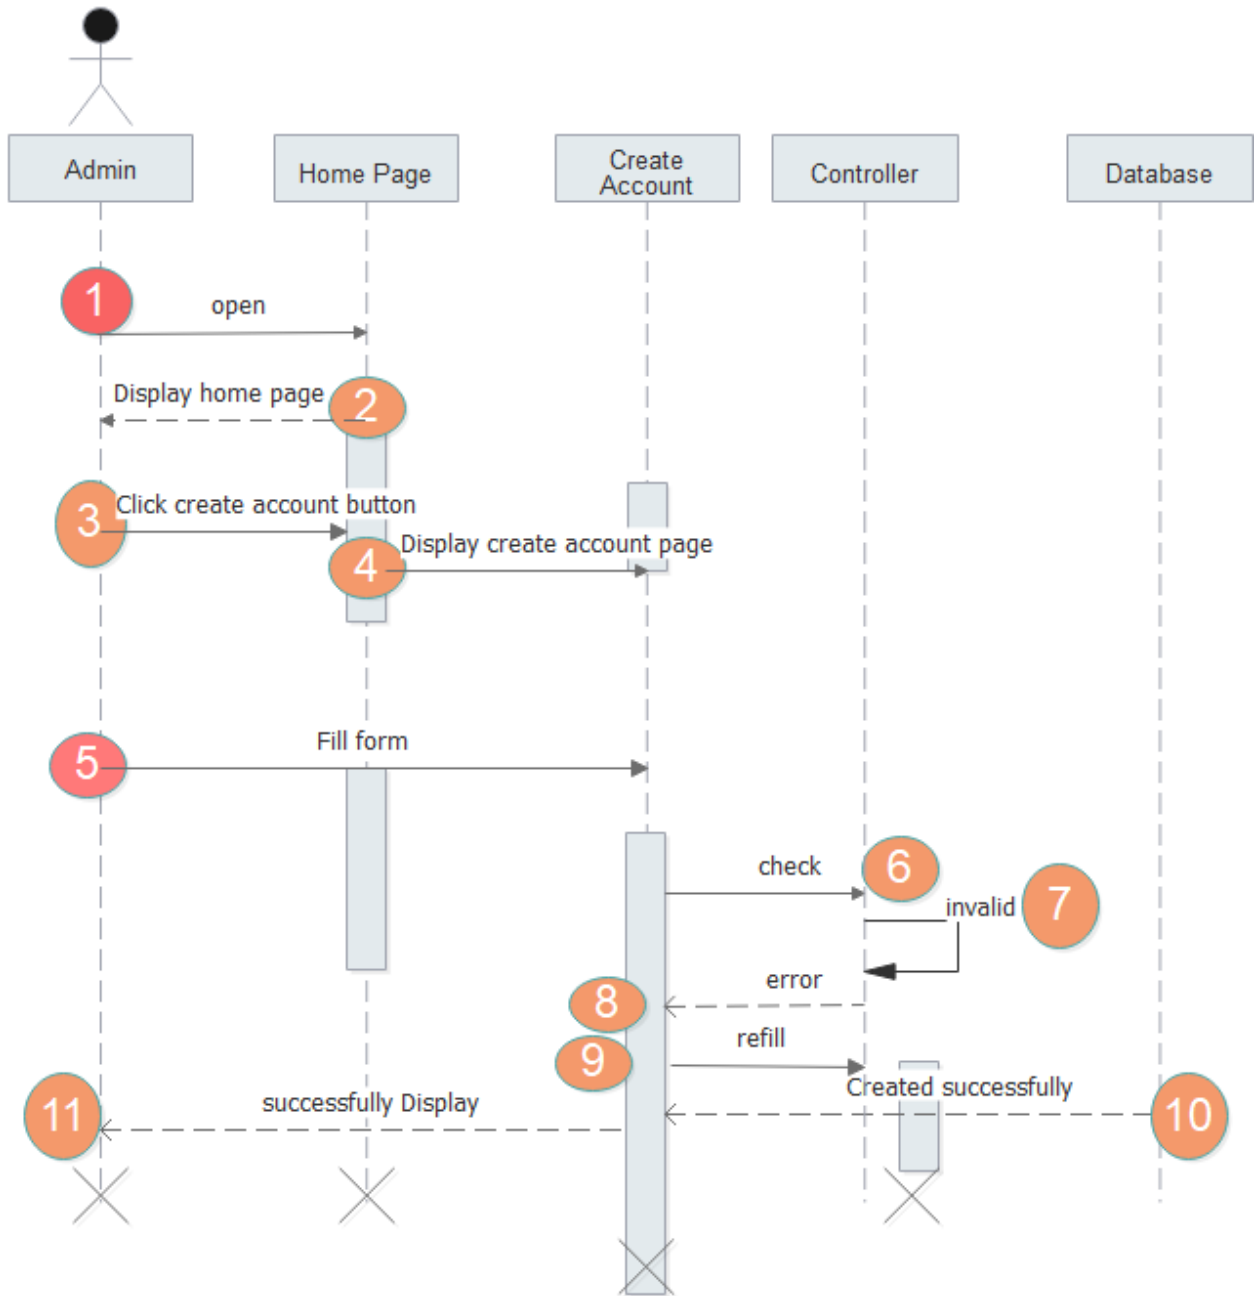 Admin
Home Page
Create
Account
Controller
Database
1
open
Display home page
2
3
Click create account button
4
Display create account page
5
Fill form
check
6
invalid
7
error
8
refill
9
Created successfully
10
successfully Display
11